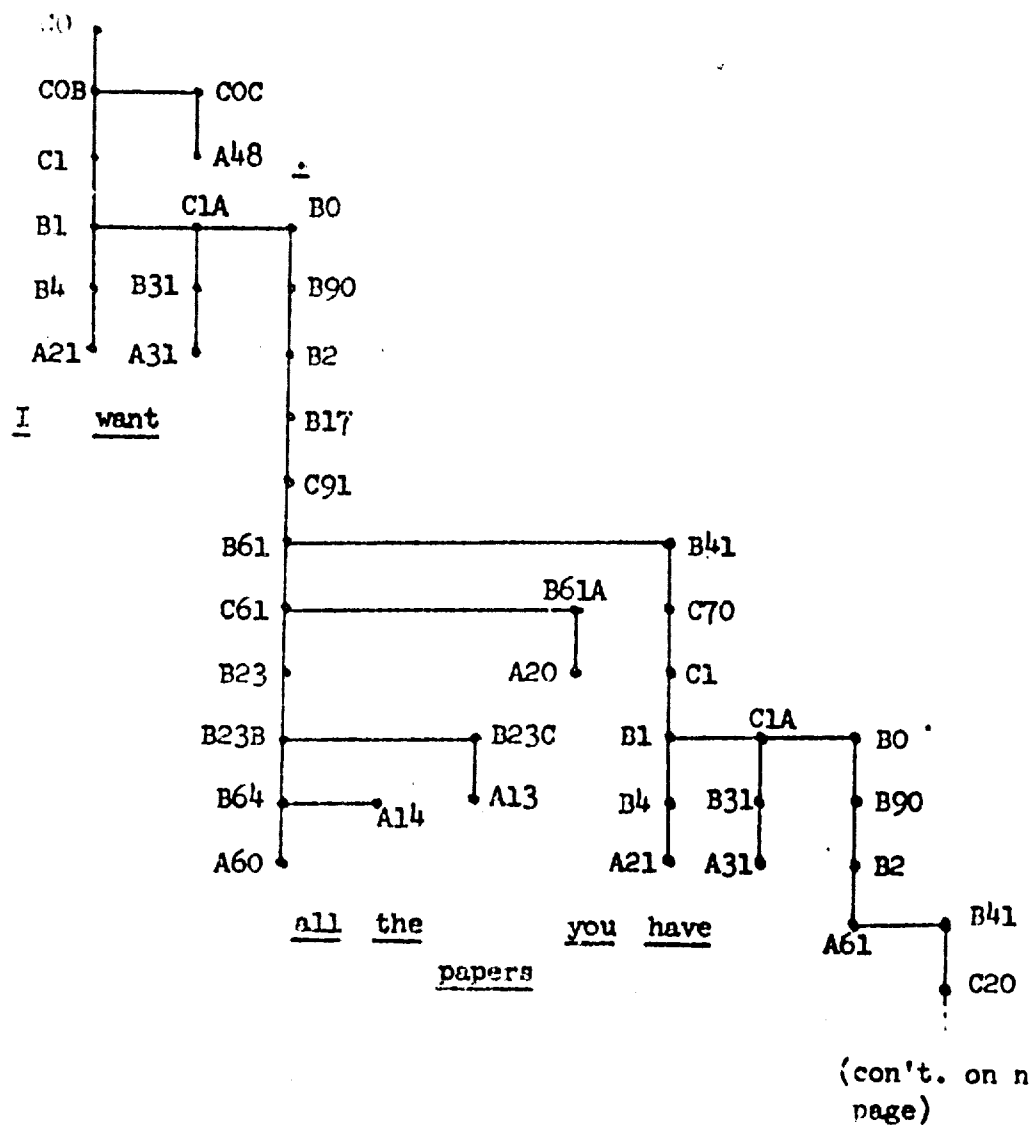 COB COC
C1 A48 .
C1A
B1 B0
B4 B31 B90
A21 A31 B2
I want B17
C91
B61 B41
B61A
C61 C70
B23 A20 C1
C1A
B23B B23C B1 B0
B64 A14 A13 B4 B31 B90
A60 A21 A31 B2
all the you have A61 B41
papers
C20
(con't. on n
page)